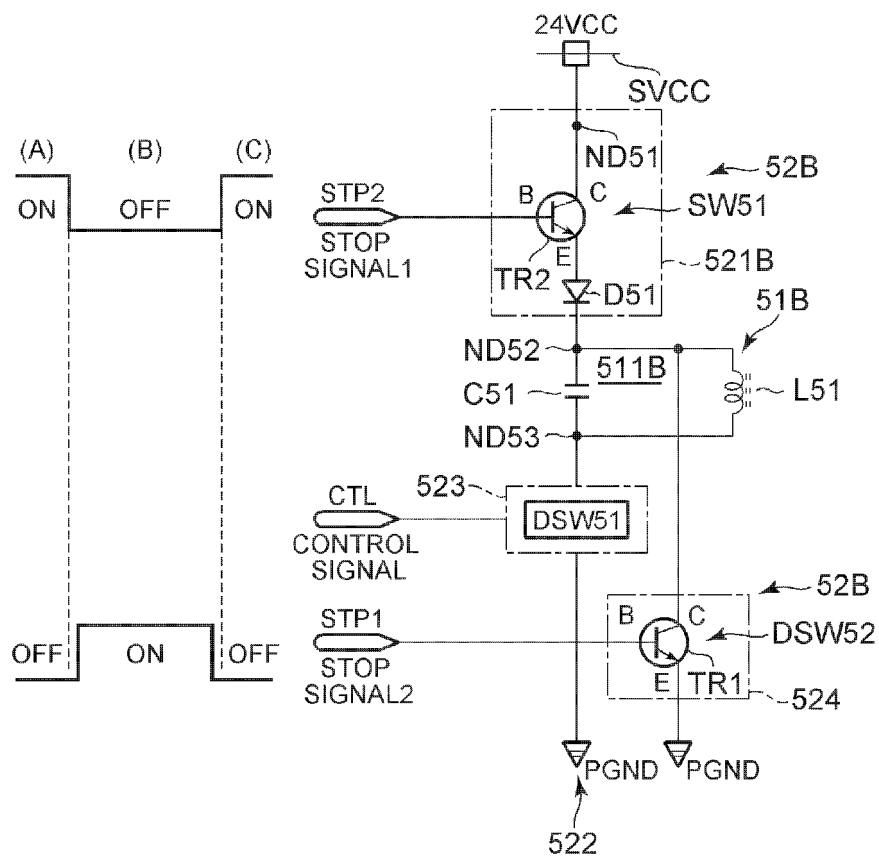 24VCC
SVCC
(A) (B) (C)
ND51
52B
ON OFF ON
STP2
B C
SW51
STOP
SIGNAL1
E
TR2
521B
D51
51B
ND52
511B
C51
L51
ND53
523
CTL
DSW51
CONTROL
SIGNAL
52B
STP1
B C
DSW52
OFF ON OFF
STOP
SIGNAL2
E TR1
524
PGND PGND
522